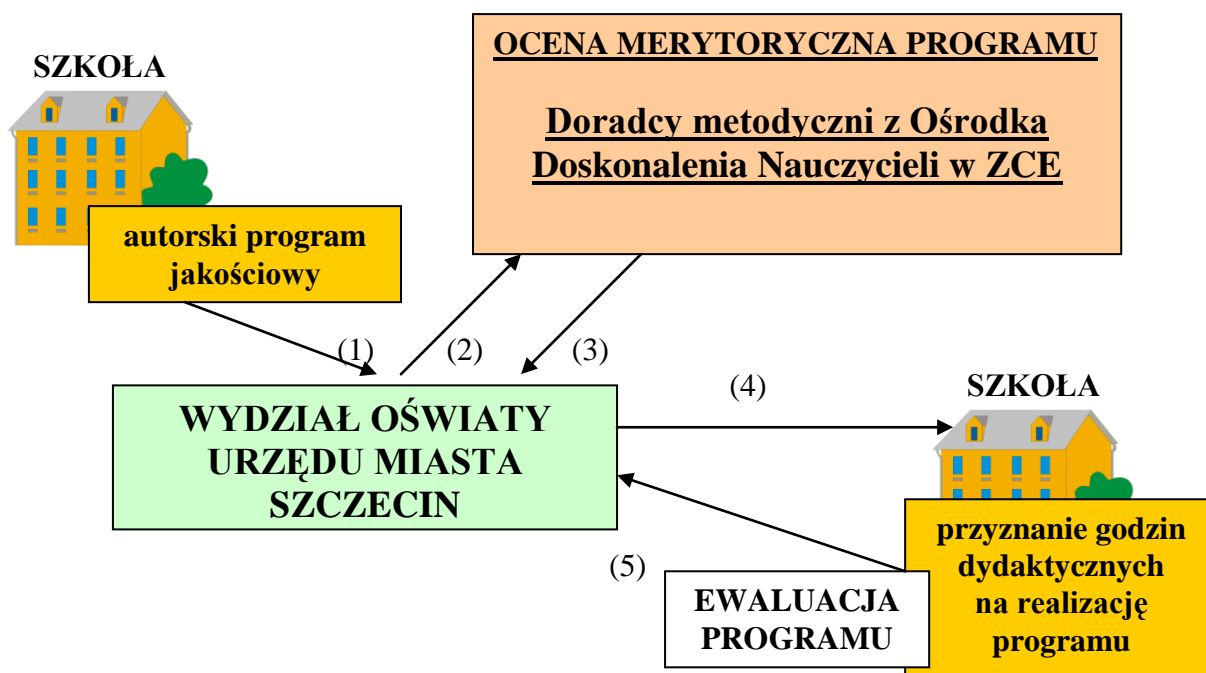 SZKOŁA
autorski program
jakościowy
OCENA MERYTORYCZNA PROGRAMU
Doradcy metodyczni z Ośrodka
Doskonalenia Nauczycieli w ZCE
(1)
(2)
(3)
WYDZIAŁ OŚWIATY
URZĘDU MIASTA
SZCZECIN
(4)
SZKOŁA
przyznanie godzin
dydaktycznych
na realizację
programu
(5)
EWALUACJA
PROGRAMU